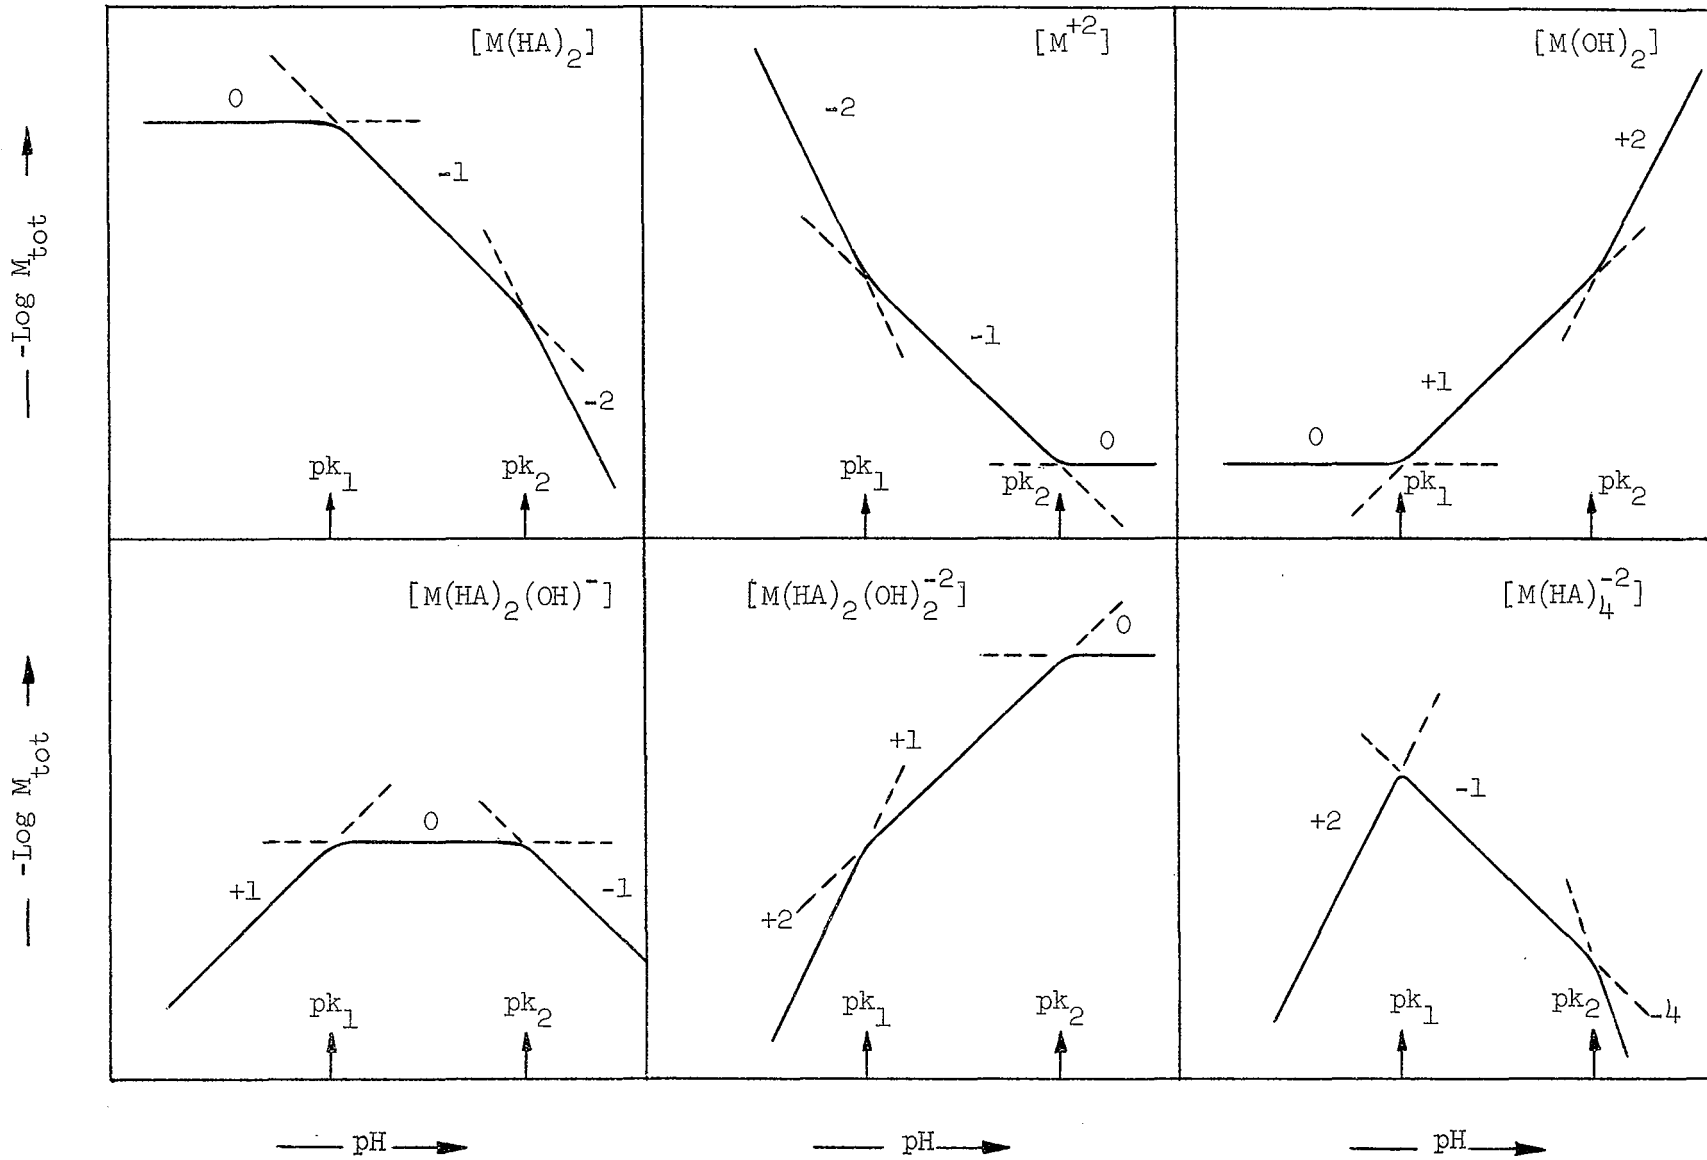 [M(HA)₂]
0
-1
-2
pk₁
pk₂
[M⁺²]
-2
-1
0
pk₁
pk₂
[M(OH)₂]
+2
+1
0
pk₁
pk₂
-Log M_tot
[M(HA)₂(OH)⁻]
0
+1
-1
pk₁
pk₂
[M(HA)₂(OH)₂⁻²]
0
+1
+2
pk₁
pk₂
[M(HA)₄⁻²]
-1
+2
-4
pk₁
pk₂
-Log M_tot
pH
pH
pH